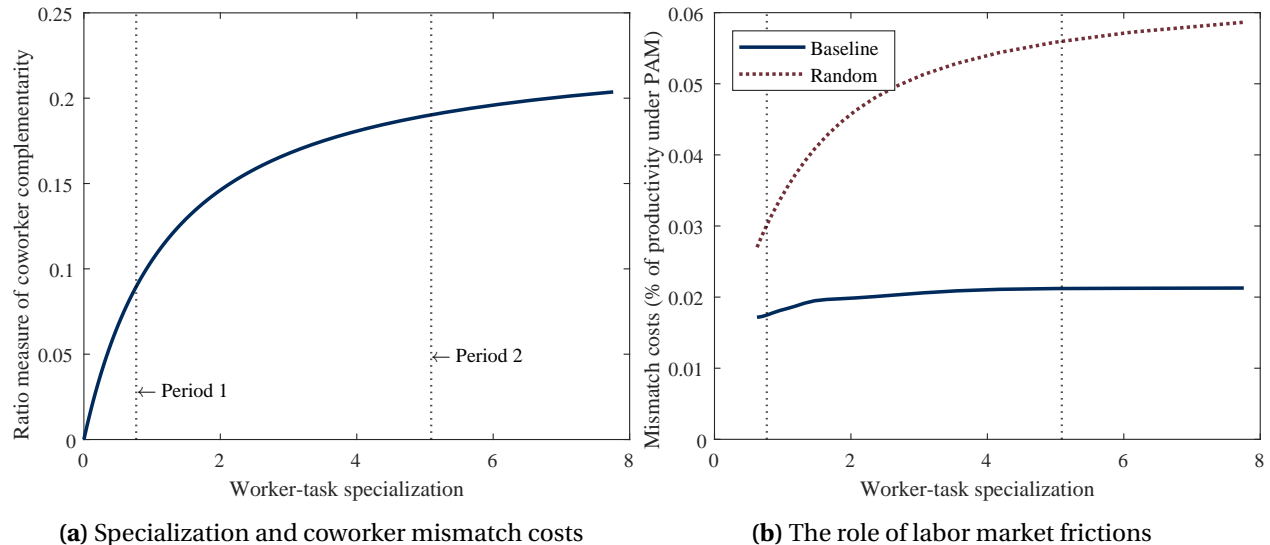 0.25
0.2
0.15
0.1
0.05
0
Ratio measure of coworker complementarity
← Period 1
← Period 2
0 2 4 6 8
Worker-task specialization
(a) Specialization and coworker mismatch costs
0.06
0.05
0.04
0.03
0.02
0.01
0
Mismatch costs (% of productivity under PAM)
Baseline
Random
0 2 4 6 8
Worker-task specialization
(b) The role of labor market frictions